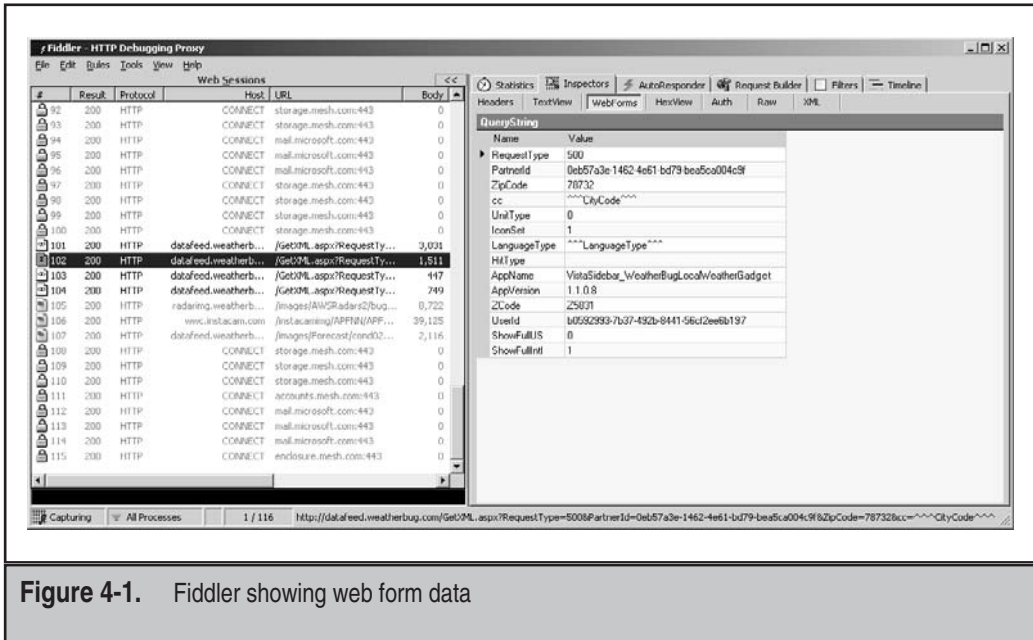 Fiddler - HTTP Debugging Proxy
File Edit Rules Tools View Help
Web Sessions <<
# Result Protocol Host URL Body
92 200 HTTP CONNECT storage.mesh.com:443 0
93 200 HTTP CONNECT storage.mesh.com:443 0
94 200 HTTP CONNECT mail.microsoft.com:443 0
95 200 HTTP CONNECT mail.microsoft.com:443 0
96 200 HTTP CONNECT mail.microsoft.com:443 0
97 200 HTTP CONNECT storage.mesh.com:443 0
98 200 HTTP CONNECT storage.mesh.com:443 0
99 200 HTTP CONNECT storage.mesh.com:443 0
100 200 HTTP CONNECT storage.mesh.com:443 0
101 200 HTTP datafeed.weatherb... /GetXML.aspx?RequestTy... 3,031
102 200 HTTP datafeed.weatherb... /GetXML.aspx?RequestTy... 1,511
103 200 HTTP datafeed.weatherb... /GetXML.aspx?RequestTy... 447
104 200 HTTP datafeed.weatherb... /GetXML.aspx?RequestTy... 749
105 200 HTTP radarimg.weatherb... /images/AWSRadars2/bug... 8,722
106 200 HTTP wwc.instacam.com /instacamimg/APFNN/APF... 39,125
107 200 HTTP datafeed.weatherb... /images/Forecast/cond02... 2,116
108 200 HTTP CONNECT storage.mesh.com:443 0
109 200 HTTP CONNECT storage.mesh.com:443 0
110 200 HTTP CONNECT storage.mesh.com:443 0
111 200 HTTP CONNECT accounts.mesh.com:443 0
112 200 HTTP CONNECT mail.microsoft.com:443 0
113 200 HTTP CONNECT mail.microsoft.com:443 0
114 200 HTTP CONNECT mail.microsoft.com:443 0
115 200 HTTP CONNECT enclosure.mesh.com:443 0
Statistics Inspectors AutoResponder Request Builder Filters Timeline
Headers TextView WebForms HexView Auth Raw XML
QueryString
Name Value
RequestType 500
PartnerId 0eb57a3e-1462-4e61-bd79-bea5ca004c9f
ZipCode 78732
cc ^^^CityCode^^^
UnitType 0
IconSet 1
LanguageType ^^^LanguageType^^^
HitType
AppName VistaSidebar_WeatherBugLocalWeatherGadget
AppVersion 1.1.0.8
ZCode Z5831
UserId b0592993-7b37-492b-8441-56cf2ee6b197
ShowFullUS 0
ShowFullIntl 1
Capturing All Processes 1 / 116 http://datafeed.weatherbug.com/GetXML.aspx?RequestType=500&PartnerId=0eb57a3e-1462-4e61-bd79-bea5ca004c9f&ZipCode=78732&cc=^^^CityCode^^^
Figure 4-1. Fiddler showing web form data